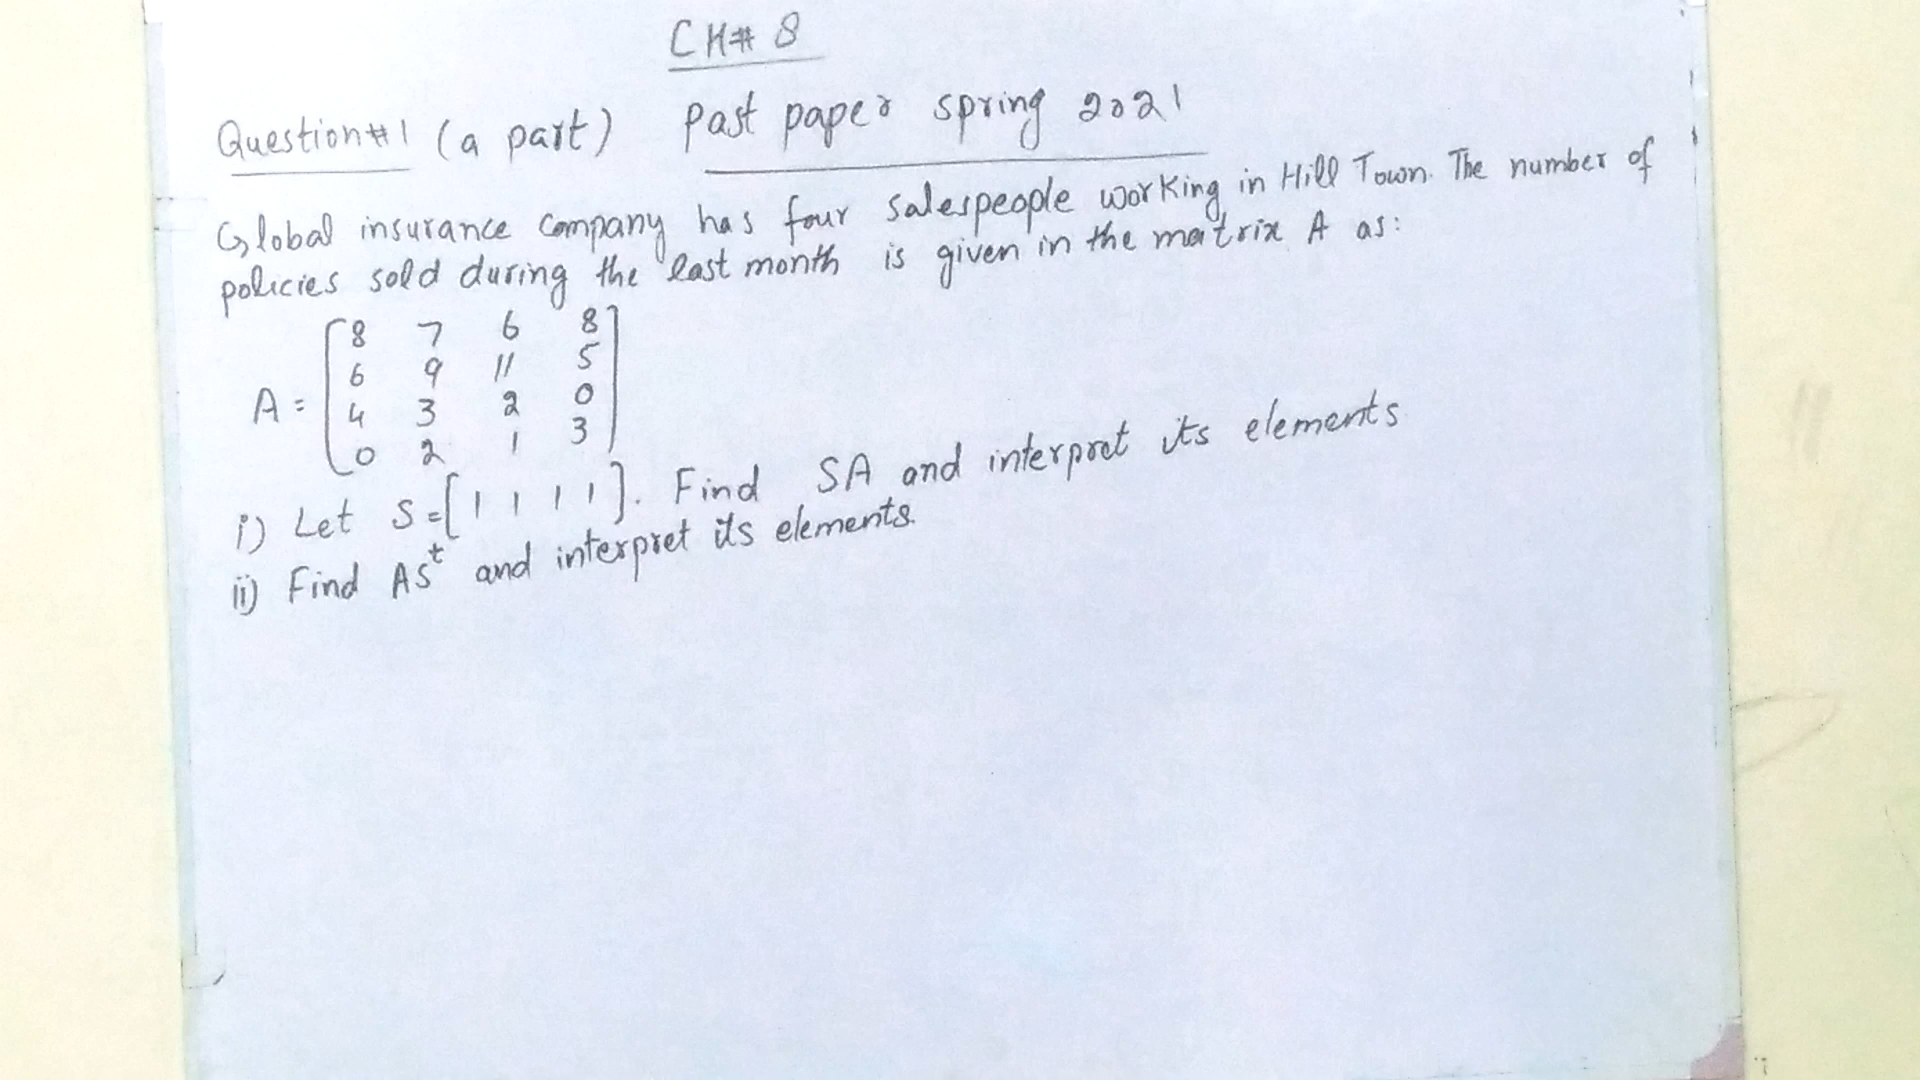 CH# 8
Question#1 (a part) Past paper spring 2021
Global insurance company has four salespeople working in Hill Town. The number of
policies sold during the last month is given in the matrix A as:
A = [8 7 6 8
6 9 11 5
4 3 2 0
0 2 1 3]
i) Let S = [1 1 1 1]. Find SA and interpret its elements
ii) Find AS^t and interpret its elements.